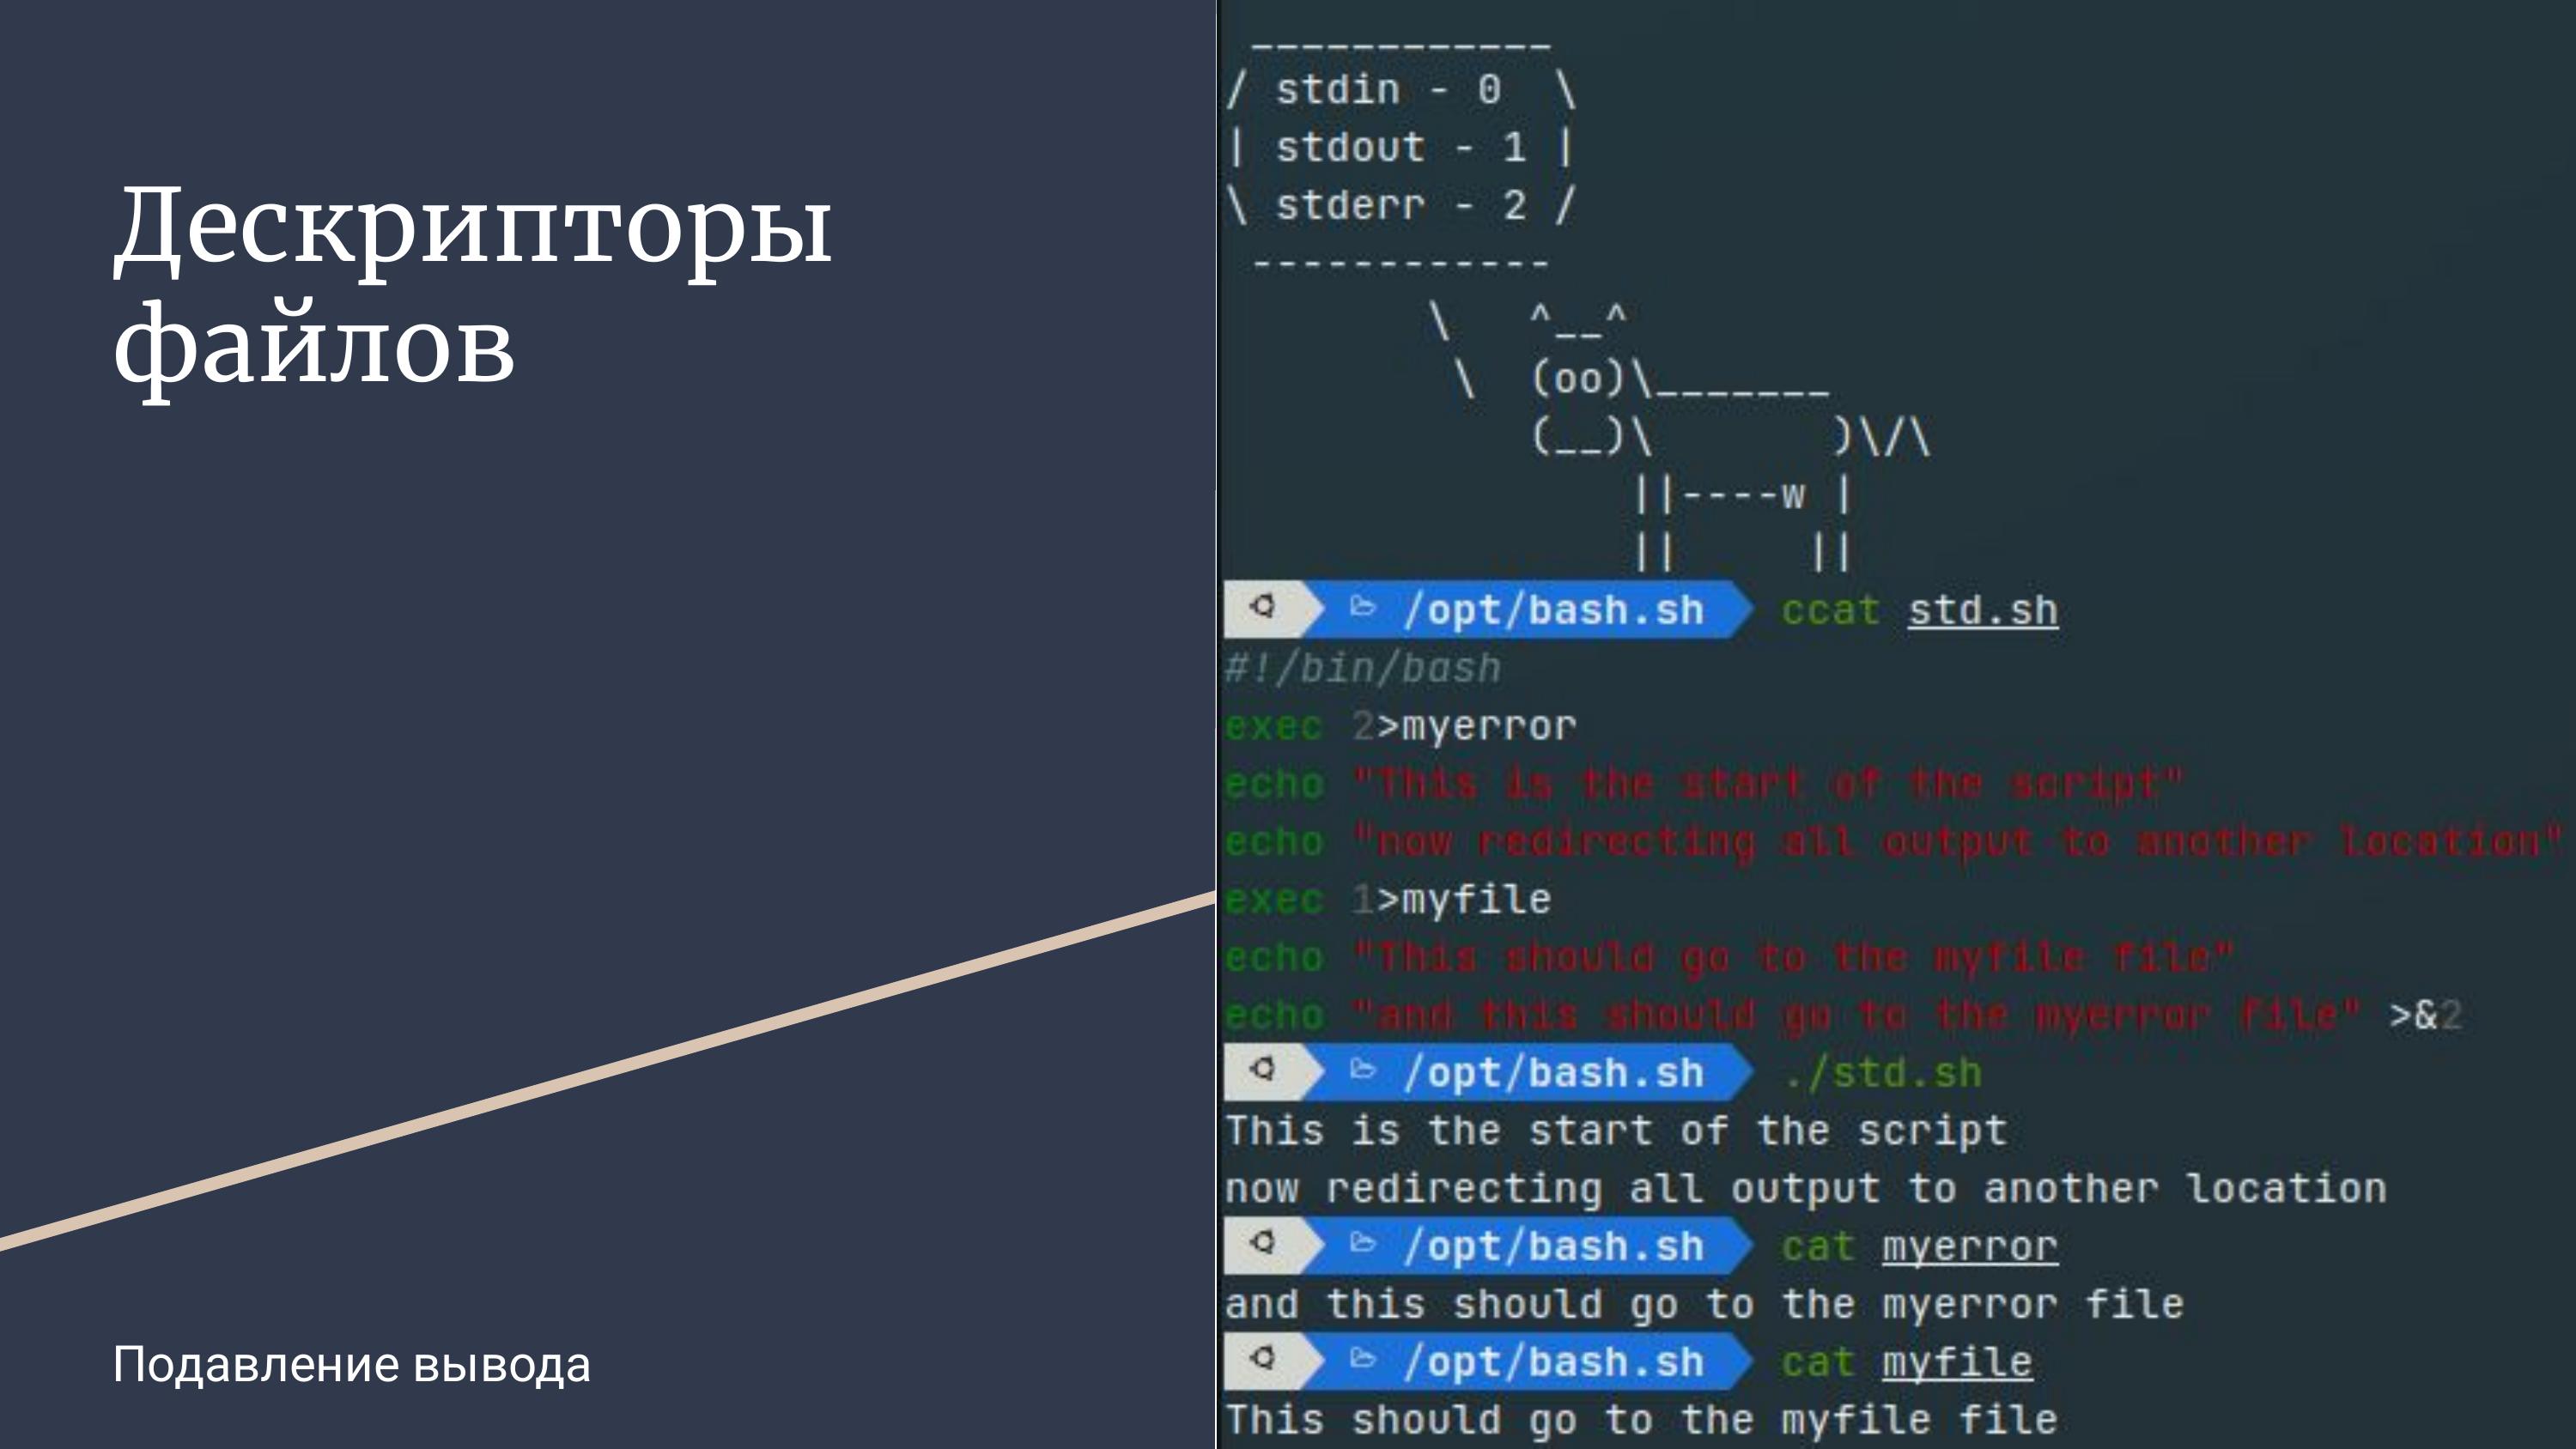 Дескрипторы
файлов
Подавление вывода
 ____________
/ stdin - 0  \
| stdout - 1 |
\ stderr - 2 /
 ------------
        \   ^__^
         \  (oo)\_______
            (__)\       )\/\
                ||----w |
                ||     ||
/opt/bash.sh ccat std.sh
#!/bin/bash
exec 2>myerror
echo "This is the start of the script"
echo "now redirecting all output to another location"
exec 1>myfile
echo "This should go to the myfile file"
echo "and this should go to the myerror file" >&2
/opt/bash.sh ./std.sh
This is the start of the script
now redirecting all output to another location
/opt/bash.sh cat myerror
and this should go to the myerror file
/opt/bash.sh cat myfile
This should go to the myfile file